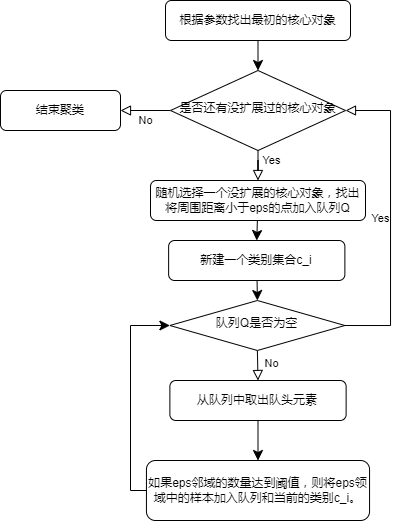 根据参数找出最初的核心对象
是否还有没扩展过的核心对象
结束聚类
No
Yes
随机选择一个没扩展的核心对象，找出
将周围距离小于eps的点加入队列Q
Yes
新建一个类别集合c_i
队列Q是否为空
No
从队列中取出队头元素
如果eps邻域的数量达到阈值，则将eps领
域中的样本加入队列和当前的类别c_i。